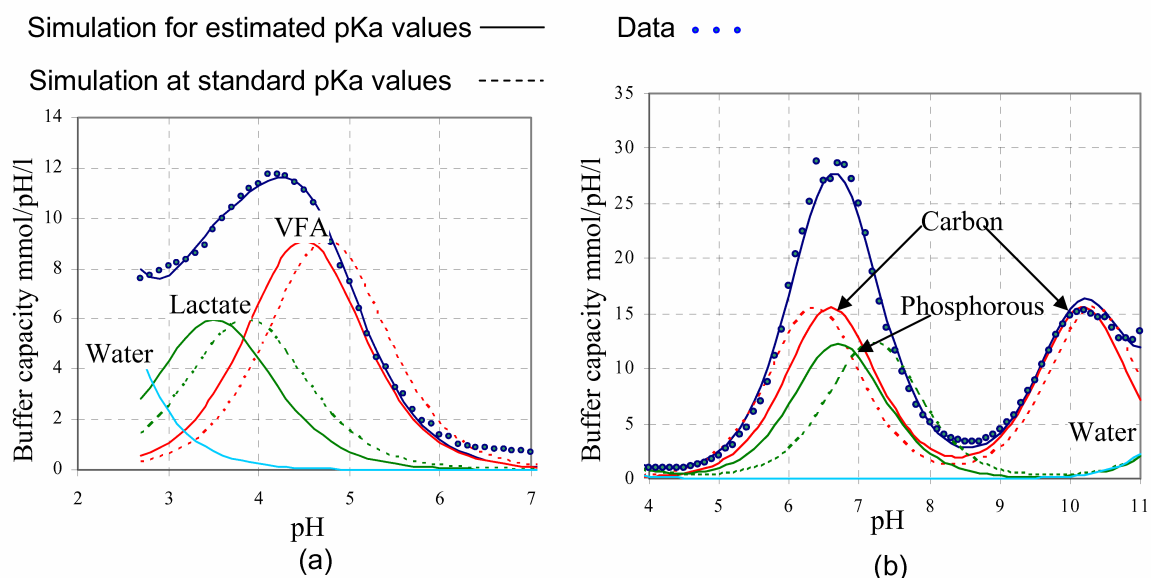 Simulation for estimated pKa values
Data
Simulation at standard pKa values
14
12
10
8
6
4
2
0
2
3
4
5
6
7
Buffer capacity mmol/pH/l
pH
VFA
Lactate
Water
(a)
35
30
25
20
15
10
5
0
4
5
6
7
8
9
10
11
Buffer capacity mmol/pH/l
pH
Carbon
Phosphorous
Water
(b)